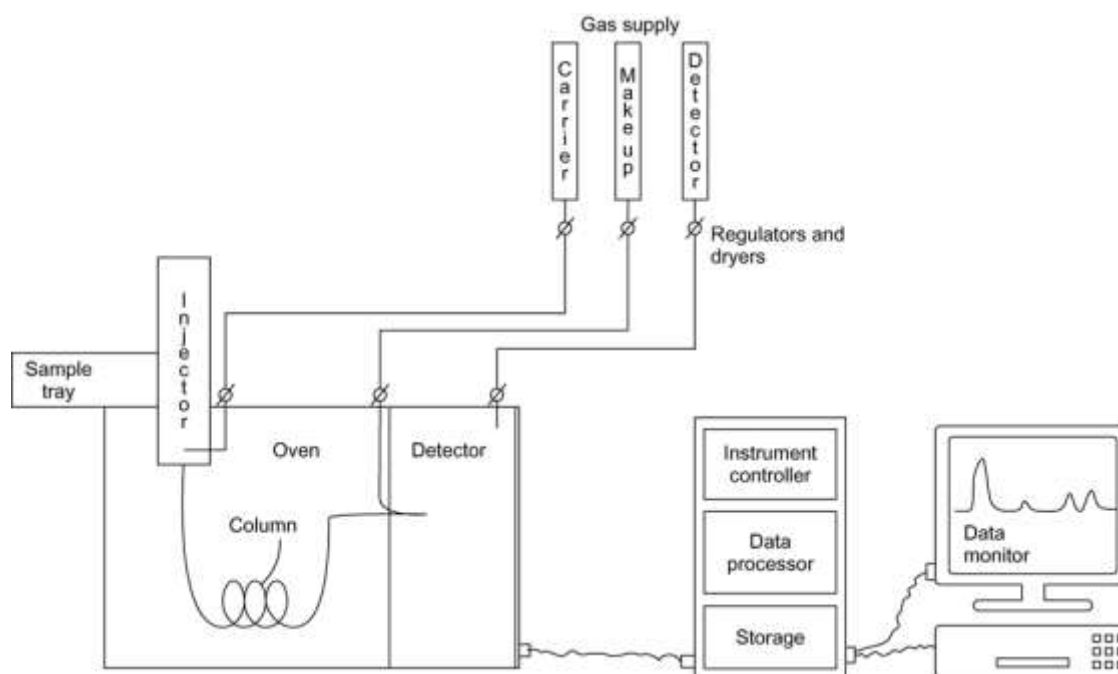 Gas supply
Carrier
Makeup
Detector
Regulators and
dryers
Injector
Sample
tray
Oven
Detector
Column
Instrument
controller
Data
processor
Storage
Data
monitor